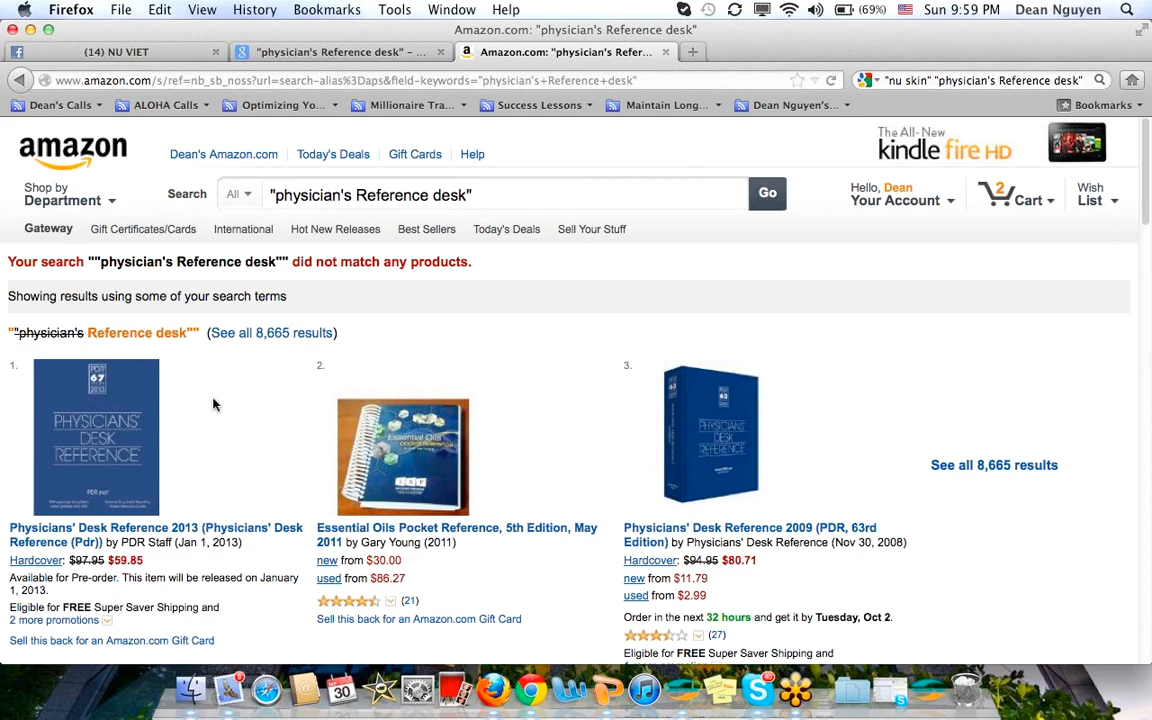 Firefox File Edit View History Bookmarks Tools Window Help (69%) Sun 9:59 PM Dean Nguyen
Amazon.com: "physician's Reference desk"
(14) NU VIET "physician's Reference desk" – ... Amazon.com: "physician's Refer...
www.amazon.com/s/ref=nb_sb_noss?url=search-alias%3Daps&field-keywords="physician's+Reference+desk" "nu skin" "physician's Reference desk"
Dean's Calls ALOHA Calls Optimizing Yo... Millionaire Tra... Success Lessons Maintain Long... Dean Nguyen's... Bookmarks
amazon Dean's Amazon.com Today's Deals Gift Cards Help The All-New kindle fire HD
Shop by Department Search All "physician's Reference desk" Go Hello, Dean Your Account 2 Cart Wish List
Gateway Gift Certificates/Cards International Hot New Releases Best Sellers Today's Deals Sell Your Stuff
Your search ""physician's Reference desk"" did not match any products.
Showing results using some of your search terms
""physician's Reference desk"" (See all 8,665 results)
1.
PDR
67
2013
PHYSICIANS'
DESK
REFERENCE
PDR.net
Physicians' Desk Reference 2013 (Physicians' Desk
Reference (Pdr)) by PDR Staff (Jan 1, 2013)
Hardcover: $97.95 $59.85
Available for Pre-order. This item will be released on January
1, 2013.
Eligible for FREE Super Saver Shipping and
2 more promotions
Sell this back for an Amazon.com Gift Card
2.
Essential Oils
Pocket Reference
Essential Oils Pocket Reference, 5th Edition, May
2011 by Gary Young (2011)
new from $30.00
used from $86.27
(21)
Sell this back for an Amazon.com Gift Card
3.
63
PHYSICIANS'
DESK
REFERENCE
Physicians' Desk Reference 2009 (PDR, 63rd
Edition) by Physicians' Desk Reference (Nov 30, 2008)
Hardcover: $94.95 $80.71
new from $11.79
used from $2.99
Order in the next 32 hours and get it by Tuesday, Oct 2.
(27)
Eligible for FREE Super Saver Shipping and
See all 8,665 results
30